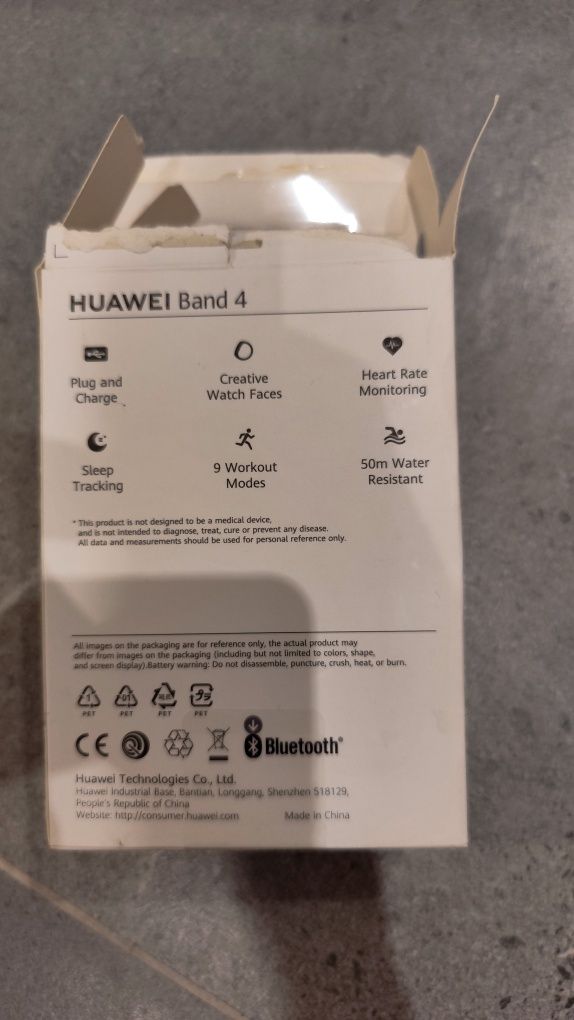 HUAWEI Band 4
Plug and
Charge
Creative
Watch Faces
Heart Rate
Monitoring
Sleep
Tracking
9 Workout
Modes
50m Water
Resistant
* This product is not designed to be a medical device,
and is not intended to diagnose, treat, cure or prevent any disease.
All data and measurements should be used for personal reference only.
All images on the packaging are for reference only, the actual product may
differ from images on the packaging (including but not limited to colors, shape,
and screen display).Battery warning: Do not disassemble, puncture, crush, heat, or burn.
1
PET
01
PET
PET
PET
CE
Bluetooth®
Huawei Technologies Co., Ltd.
Huawei Industrial Base, Bantian, Longgang, Shenzhen 518129,
People's Republic of China
Website: http://consumer.huawei.com Made in China